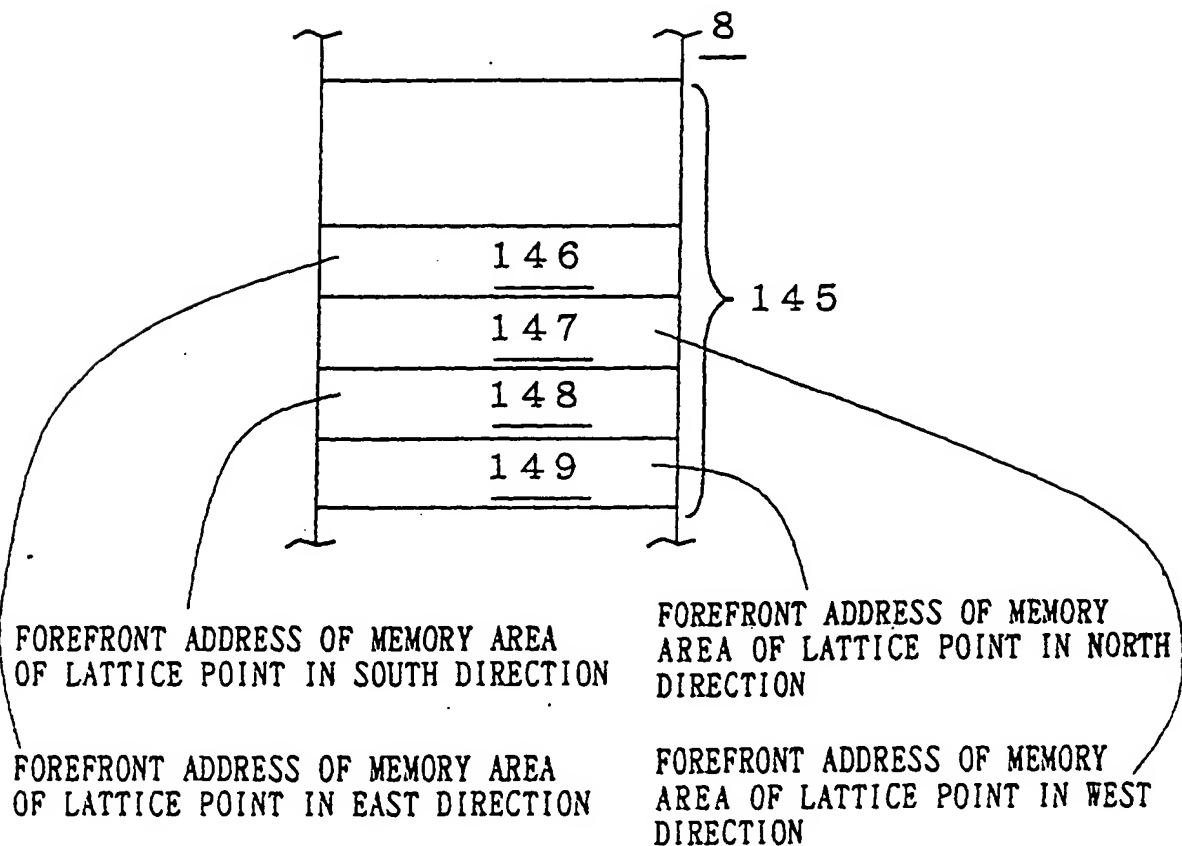 8
146
147
148
149
145
FOREFRONT ADDRESS OF MEMORY AREA
OF LATTICE POINT IN SOUTH DIRECTION
FOREFRONT ADDRESS OF MEMORY
AREA OF LATTICE POINT IN NORTH
DIRECTION
FOREFRONT ADDRESS OF MEMORY AREA
OF LATTICE POINT IN EAST DIRECTION
FOREFRONT ADDRESS OF MEMORY
AREA OF LATTICE POINT IN WEST
DIRECTION